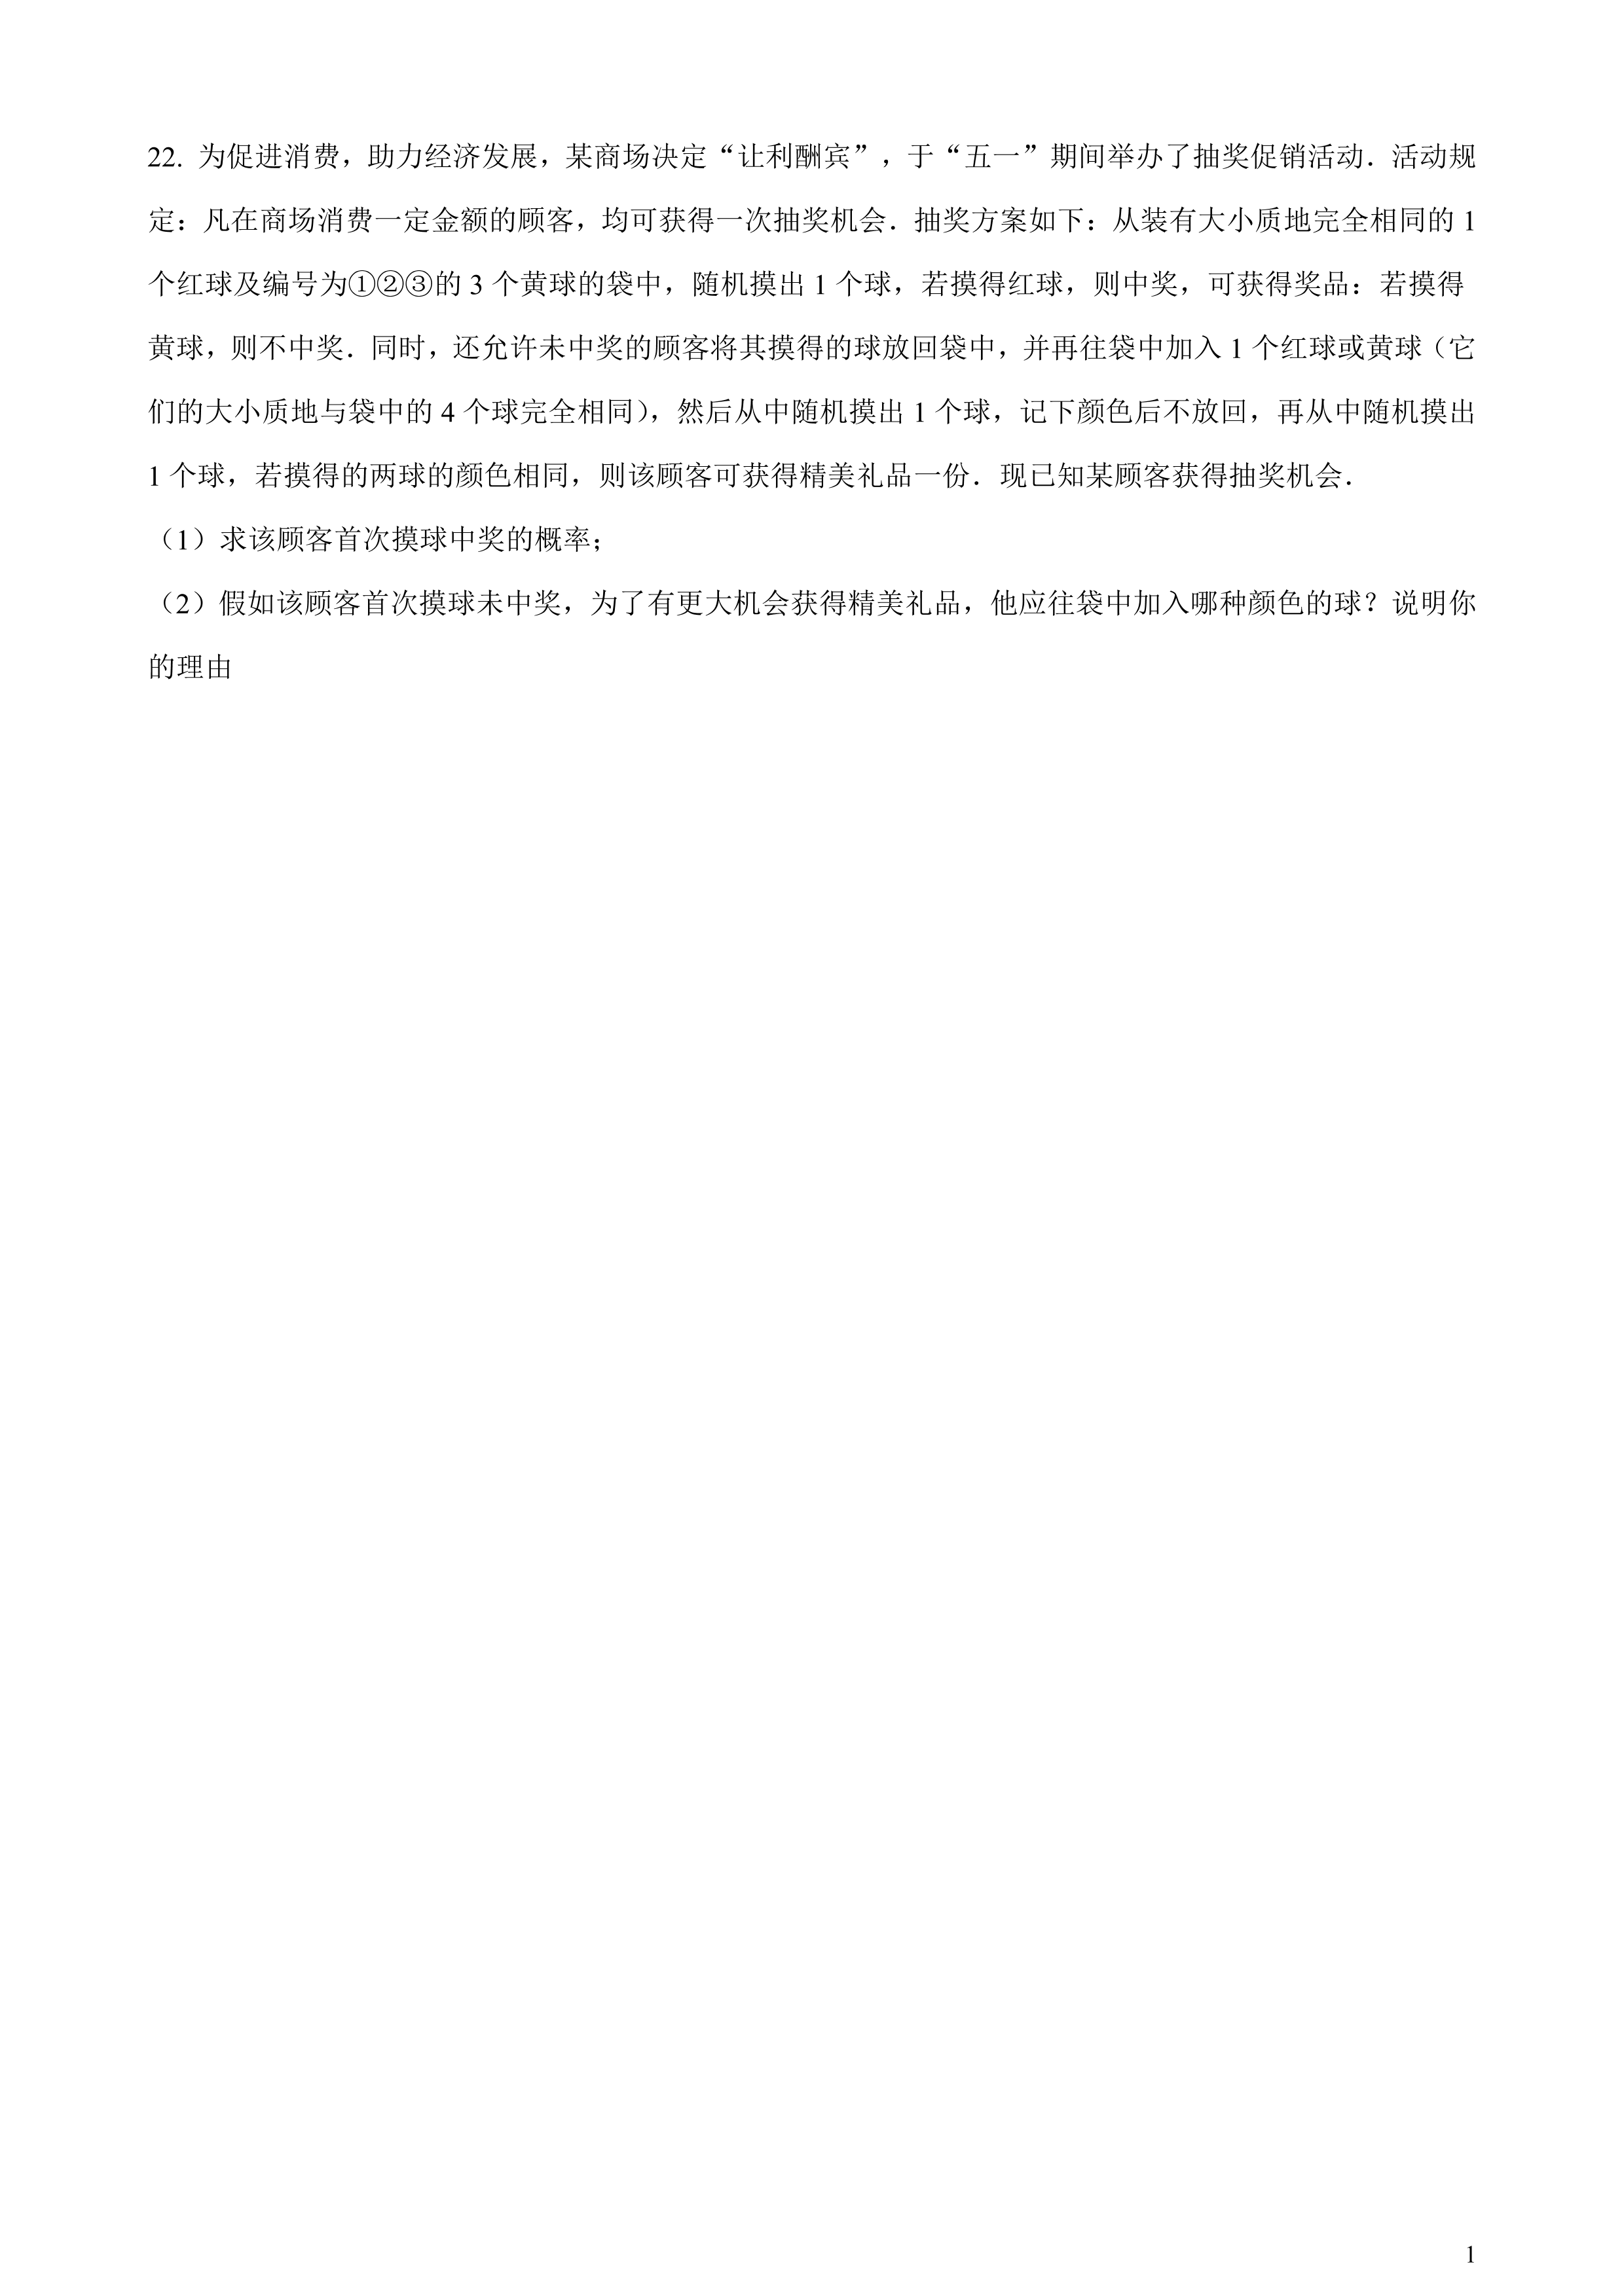 22. 为促进消费，助力经济发展，某商场决定“让利酬宾”，于“五一”期间举办了抽奖促销活动．活动规
定：凡在商场消费一定金额的顾客，均可获得一次抽奖机会．抽奖方案如下：从装有大小质地完全相同的 1
个红球及编号为①②③的 3 个黄球的袋中，随机摸出 1 个球，若摸得红球，则中奖，可获得奖品：若摸得
黄球，则不中奖．同时，还允许未中奖的顾客将其摸得的球放回袋中，并再往袋中加入 1 个红球或黄球（它
们的大小质地与袋中的 4 个球完全相同），然后从中随机摸出 1 个球，记下颜色后不放回，再从中随机摸出
1 个球，若摸得的两球的颜色相同，则该顾客可获得精美礼品一份．现已知某顾客获得抽奖机会．
（1）求该顾客首次摸球中奖的概率；
（2）假如该顾客首次摸球未中奖，为了有更大机会获得精美礼品，他应往袋中加入哪种颜色的球？说明你
的理由
1